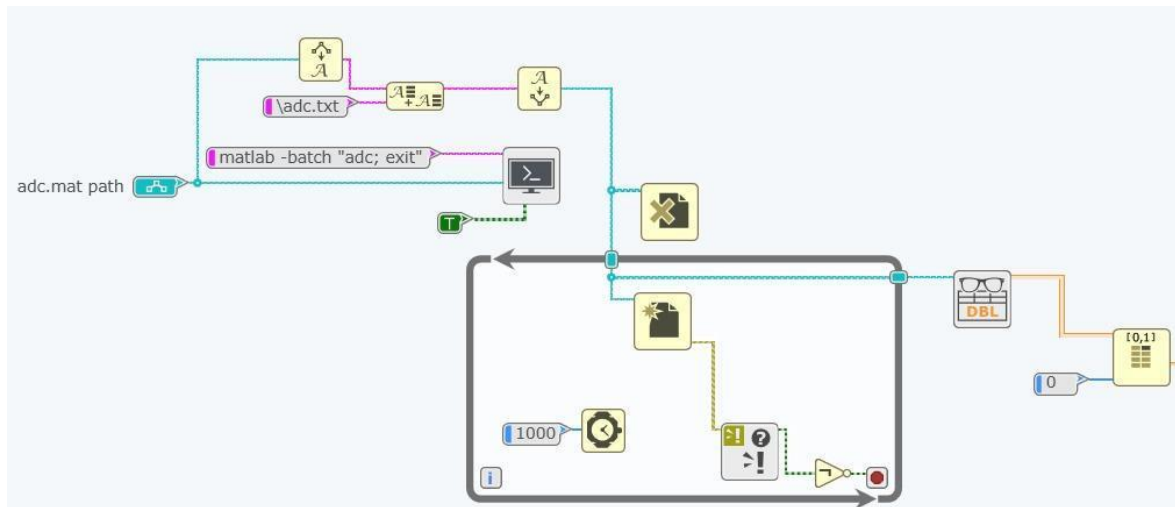 A
\adc.txt
A + A
A
matlab -batch "adc; exit"
adc.mat path
>_
T
DBL
[0,1]
0
1000
!
? !
i